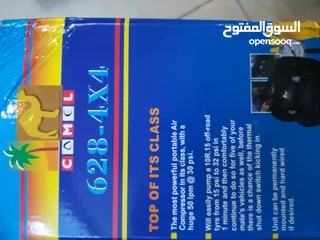 السوق المفتوح
opensooq.com
CAMEL
628-4X4
TOP OF ITS CLASS
The most powerful portable Air
Compressor in its class, with a
huge 50 lpm @ 30 psi.
Will easily pump a 10R,15 off-road
tyre from 15 psi to 32 psi in
1 minute and then comfortably
continue to do so for fire of your
mate's vehicles as well, before
there is a chance of the thermal
shut down switch kicking in.
Unit can be permanently
mounted and hard wired
if desired.